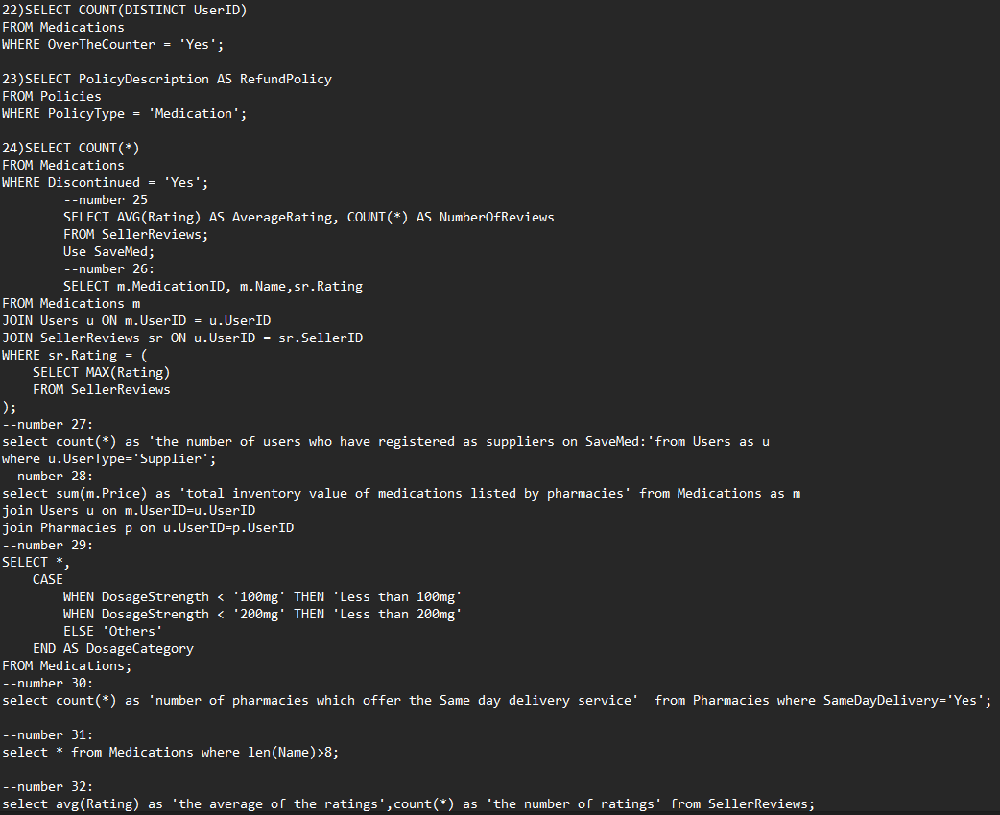 22)SELECT COUNT(DISTINCT UserID)
FROM Medications
WHERE OverTheCounter = 'Yes';
23)SELECT PolicyDescription AS RefundPolicy
FROM Policies
WHERE PolicyType = 'Medication';
24)SELECT COUNT(*)
FROM Medications
WHERE Discontinued = 'Yes';
--number 25
SELECT AVG(Rating) AS AverageRating, COUNT(*) AS NumberOfReviews
FROM SellerReviews;
Use SaveMed;
--number 26:
SELECT m.MedicationID, m.Name,sr.Rating
FROM Medications m
JOIN Users u ON m.UserID = u.UserID
JOIN SellerReviews sr ON u.UserID = sr.SellerID
WHERE sr.Rating = (
SELECT MAX(Rating)
FROM SellerReviews
);
--number 27:
select count(*) as 'the number of users who have registered as suppliers on SaveMed:'from Users as u
where u.UserType='Supplier';
--number 28:
select sum(m.Price) as 'total inventory value of medications listed by pharmacies' from Medications as m
join Users u on m.UserID=u.UserID
join Pharmacies p on u.UserID=p.UserID
--number 29:
SELECT *,
CASE
WHEN DosageStrength < '100mg' THEN 'Less than 100mg'
WHEN DosageStrength < '200mg' THEN 'Less than 200mg'
ELSE 'Others'
END AS DosageCategory
FROM Medications;
--number 30:
select count(*) as 'number of pharmacies which offer the Same day delivery service'  from Pharmacies where SameDayDelivery='Yes';
--number 31:
select * from Medications where len(Name)>8;
--number 32:
select avg(Rating) as 'the average of the ratings',count(*) as 'the number of ratings' from SellerReviews;